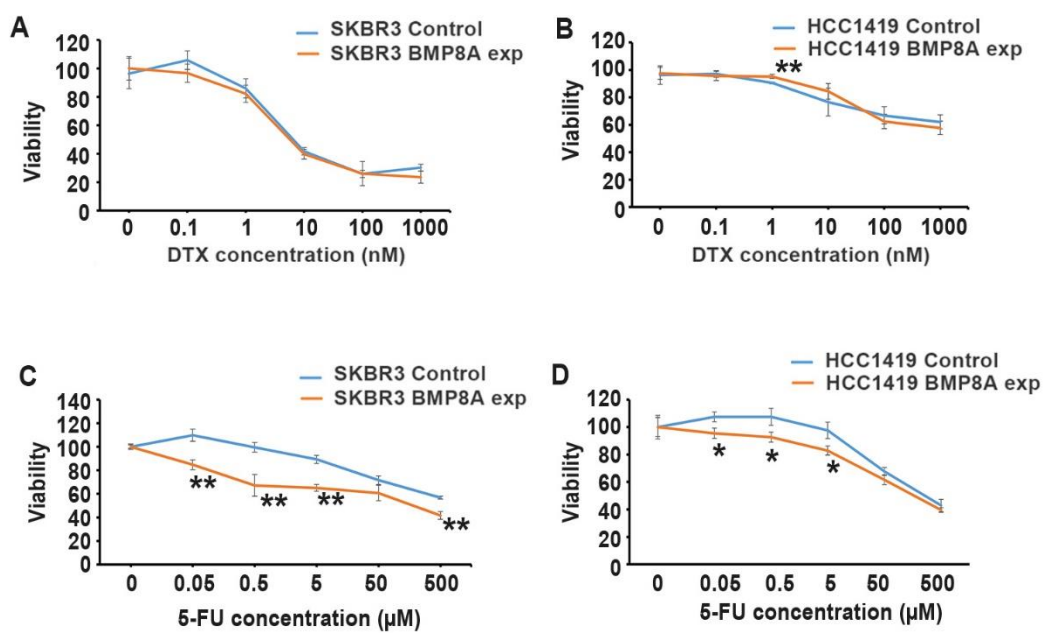 A
SKBR3 Control
SKBR3 BMP8A exp
Viability
120
100
80
60
40
20
0
0 0.1 1 10 100 1000
DTX concentration (nM)
B
HCC1419 Control
HCC1419 BMP8A exp
Viability
120
100
80
60
40
20
0
**
0 0.1 1 10 100 1000
DTX concentration (nM)
C
SKBR3 Control
SKBR3 BMP8A exp
Viability
140
120
100
80
60
40
20
0
** ** ** **
0 0.05 0.5 5 50 500
5-FU concentration (µM)
D
HCC1419 Control
HCC1419 BMP8A exp
Viability
120
100
80
60
40
20
0
* * *
0 0.05 0.5 5 50 500
5-FU concentration (µM)